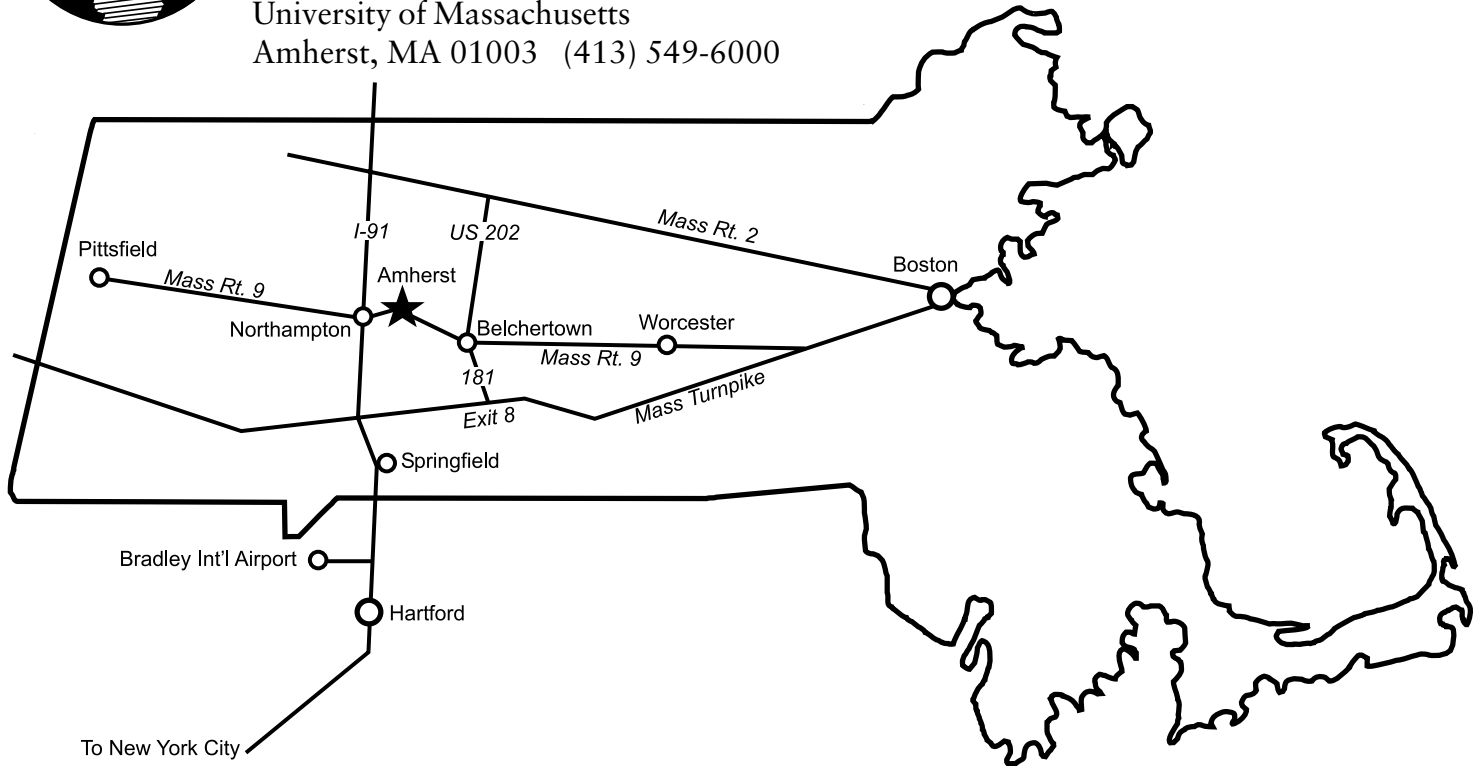 University of Massachusetts
Amherst, MA 01003 (413) 549-6000
Mass Rt. 2
I-91
US 202
Pittsfield
Boston
Amherst
Mass Rt. 9
Northampton
Belchertown
Worcester
Mass Rt. 9
181
Mass Turnpike
Exit 8
Springfield
Bradley Int'l Airport
Hartford
To New York City